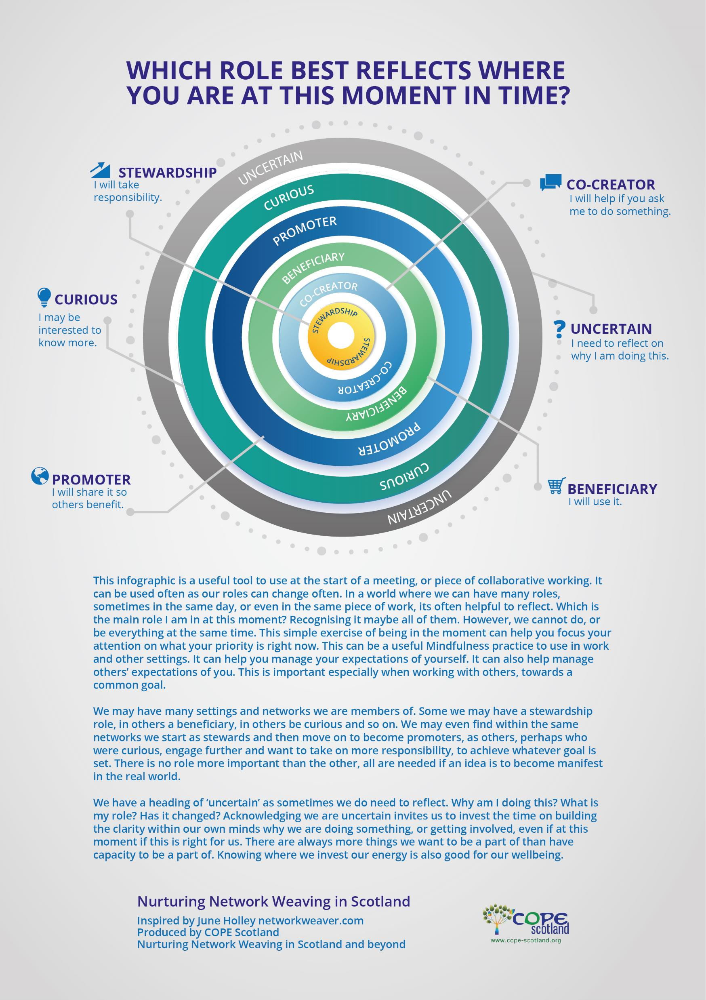 WHICH ROLE BEST REFLECTS WHERE
YOU ARE AT THIS MOMENT IN TIME?
STEWARDSHIP
I will take
responsibility.
CO-CREATOR
I will help if you ask
me to do something.
CURIOUS
I may be
interested to
know more.
UNCERTAIN
I need to reflect on
why I am doing this.
PROMOTER
I will share it so
others benefit.
BENEFICIARY
I will use it.
UNCERTAIN
CURIOUS
PROMOTER
BENEFICIARY
CO-CREATOR
STEWARDSHIP
STEWARDSHIP
CO-CREATOR
BENEFICIARY
PROMOTER
CURIOUS
UNCERTAIN
This infographic is a useful tool to use at the start of a meeting, or piece of collaborative working. It
can be used often as our roles can change often. In a world where we can have many roles,
sometimes in the same day, or even in the same piece of work, its often helpful to reflect. Which is
the main role I am in at this moment? Recognising it maybe all of them. However, we cannot do, or
be everything at the same time. This simple exercise of being in the moment can help you focus your
attention on what your priority is right now. This can be a useful Mindfulness practice to use in work
and other settings. It can help you manage your expectations of yourself. It can also help manage
others’ expectations of you. This is important especially when working with others, towards a
common goal.
We may have many settings and networks we are members of. Some we may have a stewardship
role, in others a beneficiary, in others be curious and so on. We may even find within the same
networks we start as stewards and then move on to become promoters, as others, perhaps who
were curious, engage further and want to take on more responsibility, to achieve whatever goal is
set. There is no role more important than the other, all are needed if an idea is to become manifest
in the real world.
We have a heading of ‘uncertain’ as sometimes we do need to reflect. Why am I doing this? What is
my role? Has it changed? Acknowledging we are uncertain invites us to invest the time on building
the clarity within our own minds why we are doing something, or getting involved, even if at this
moment if this is right for us. There are always more things we want to be a part of than have
capacity to be a part of. Knowing where we invest our energy is also good for our wellbeing.
Nurturing Network Weaving in Scotland
Inspired by June Holley networkweaver.com
Produced by COPE Scotland
Nurturing Network Weaving in Scotland and beyond
COPE
scotland
www.cope-scotland.org